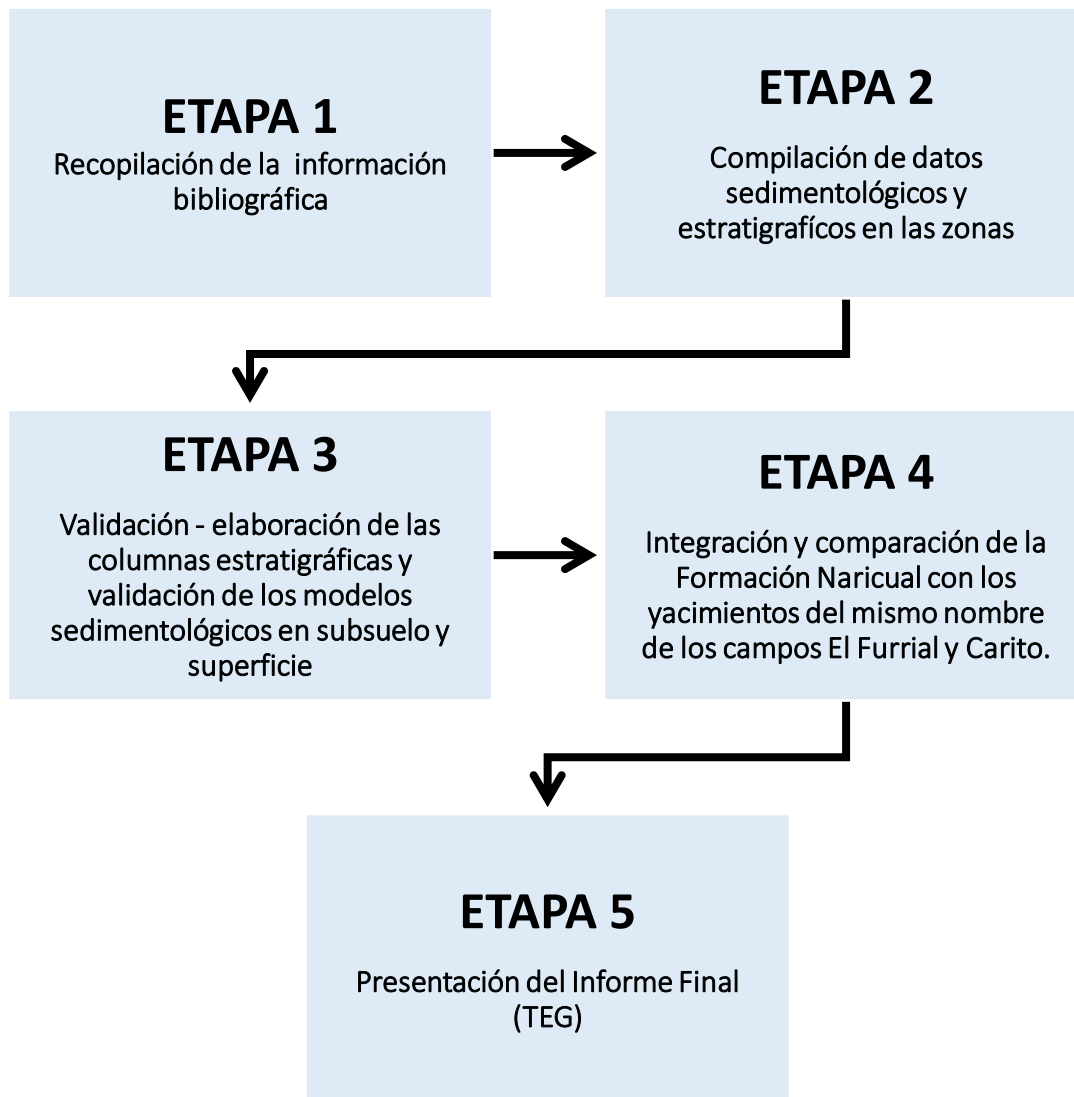 ETAPA 1
Recopilación de la información
bibliográfica
ETAPA 2
Compilación de datos
sedimentológicos y
estratigrafícos en las zonas
ETAPA 3
Validación - elaboración de las
columnas estratigráficas y
validación de los modelos
sedimentológicos en subsuelo y
superficie
ETAPA 4
Integración y comparación de la
Formación Naricual con los
yacimientos del mismo nombre
de los campos El Furrial y Carito.
ETAPA 5
Presentación del Informe Final
(TEG)